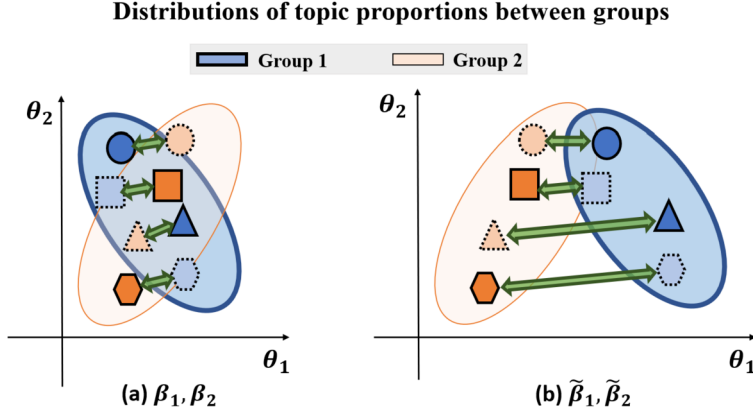 Distributions of topic proportions between groups
Group 1 Group 2
θ₂
θ₁
(a) β₁, β₂
θ₂
θ₁
(b) β̃₁, β̃₂